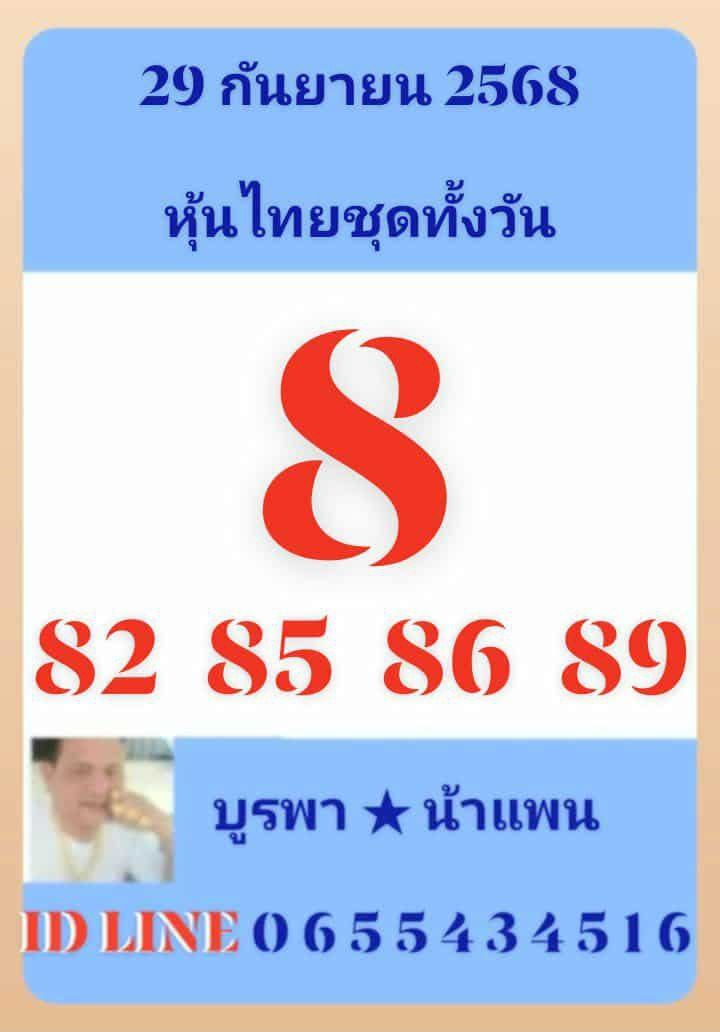 29 กันยายน 2568
หุ้นไทยชุดทั้งวัน
8
82 85 86 89
บูรพา ★ น้าแพน
ID LINE 0655434516